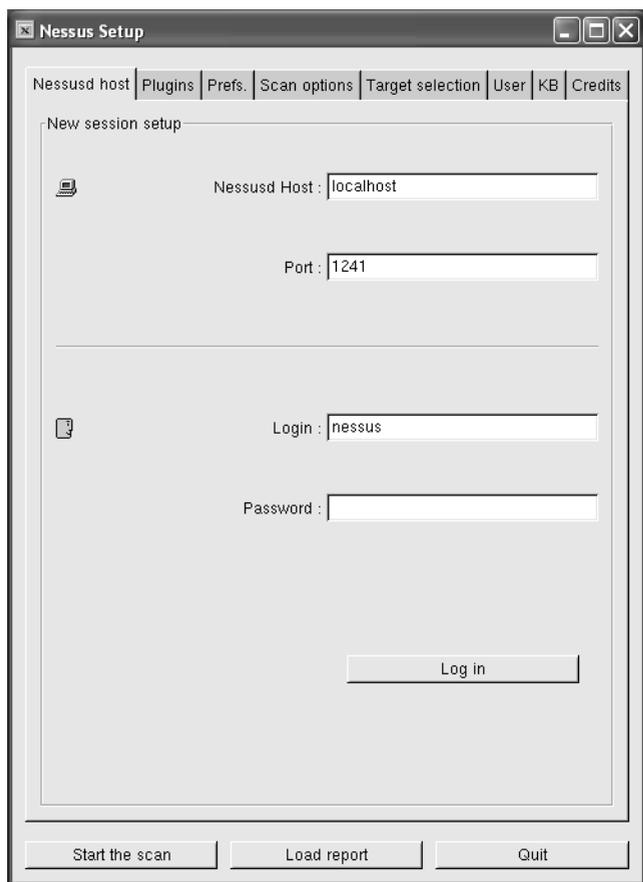 Nessus Setup
Nessusd host Plugins Prefs. Scan options Target selection User KB Credits
New session setup
Nessusd Host : localhost
Port : 1241
Login : nessus
Password :
Log in
Start the scan Load report Quit